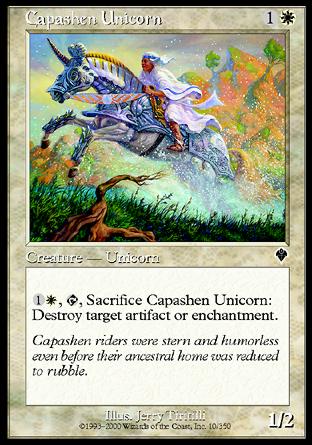 Capashen Unicorn 1
Creature — Unicorn
1, , Sacrifice Capashen Unicorn:
Destroy target artifact or enchantment.
Capashen riders were stern and humorless
even before their ancestral home was reduced
to rubble.
Illus. Jerry Tiritilli
©1993–2000 Wizards of the Coast, Inc. 10/350
1/2